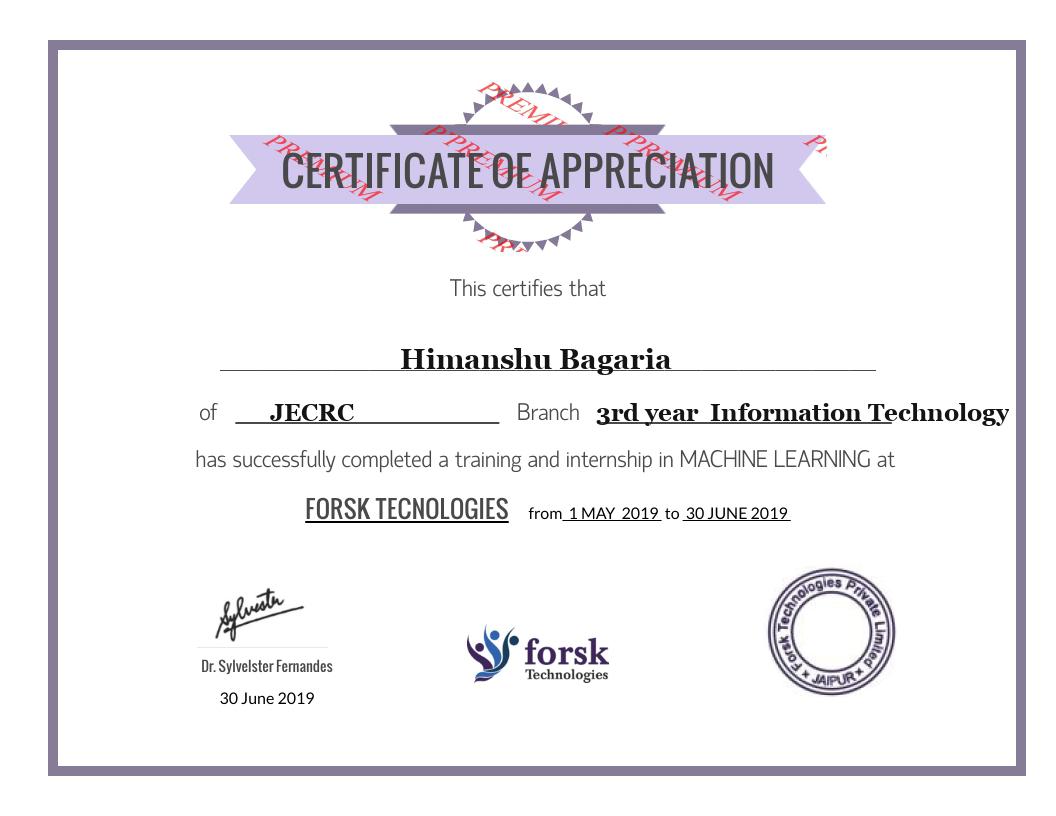 PREMIUM
PREMIUM PREMIUM PREMIUM
CERTIFICATE OF APPRECIATION
This certifies that
Himanshu Bagaria
of JECRC Branch 3rd year Information Technology
has successfully completed a training and internship in MACHINE LEARNING at
FORSK TECNOLOGIES from 1 MAY 2019 to 30 JUNE 2019
Sylvester
Dr. Sylvelster Fernandes
30 June 2019
forsk
Technologies
Forsk Technologies Private Limited
* JAIPUR *